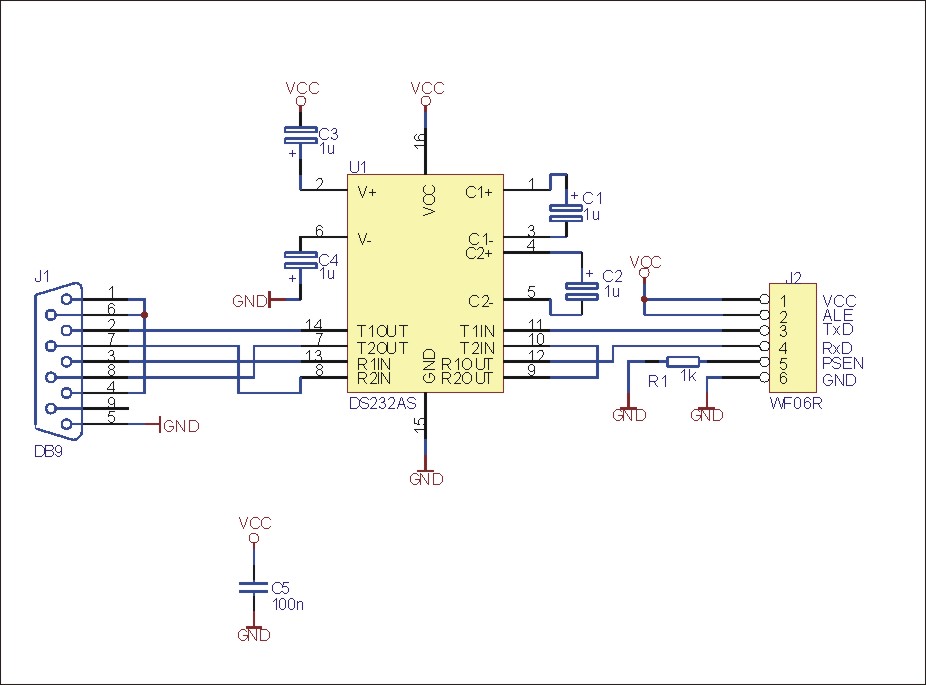 VCC
VCC
C3
1u
+
16
U1
2
V+
VCC
C1+
1
+
C1
1u
6
V-
C1-
3
C2+
4
C4
1u
+
GND
+
C2
1u
C2-
5
VCC
J1
J2
1
6
2
7
3
8
4
9
5
GND
14
T1OUT
7
T2OUT
13
R1IN
8
R2IN
GND
T1IN
11
T2IN
10
R1OUT
12
R2OUT
9
1
VCC
2
ALE
3
TxD
4
RxD
5
PSEN
6
GND
R1
1k
GND
GND
DS232AS
WF06R
15
GND
DB9
VCC
C5
100n
GND